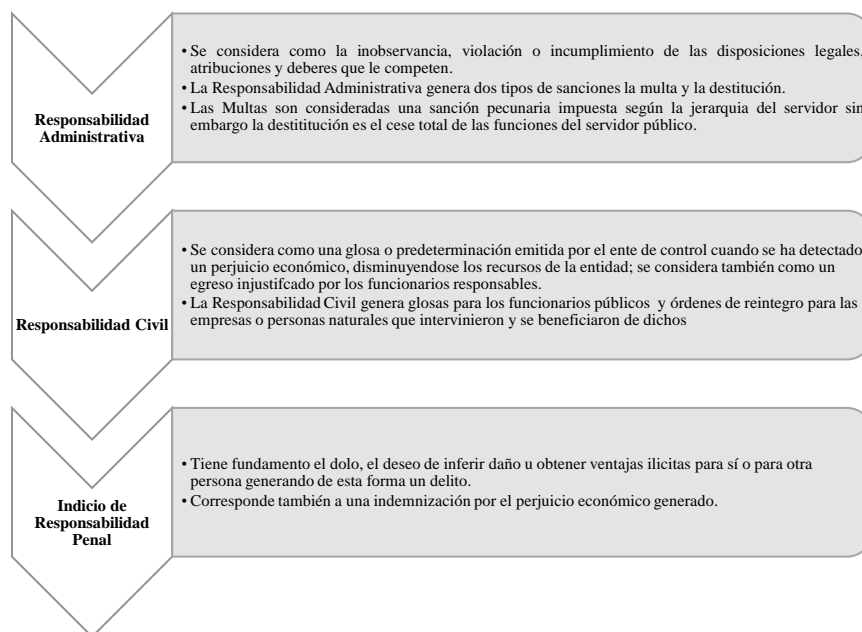 Responsabilidad
Administrativa
• Se considera como la inobservancia, violación o incumplimiento de las disposiciones legales,
atribuciones y deberes que le competen.
• La Responsabilidad Administrativa genera dos tipos de sanciones la multa y la destitución.
• Las Multas son consideradas una sanción pecunaria impuesta según la jerarquia del servidor sin
embargo la destititución es el cese total de las funciones del servidor público.
Responsabilidad Civil
• Se considera como una glosa o predeterminación emitida por el ente de control cuando se ha detectado
un perjuicio económico, disminuyendose los recursos de la entidad; se considera también como un
egreso injustifcado por los funcionarios responsables.
• La Responsabilidad Civil genera glosas para los funcionarios públicos y órdenes de reintegro para las
empresas o personas naturales que intervinieron y se beneficiaron de dichos
Indicio de
Responsabilidad
Penal
• Tiene fundamento el dolo, el deseo de inferir daño u obtener ventajas ilicitas para sí o para otra
persona generando de esta forma un delito.
• Corresponde también a una indemnización por el perjuicio económico generado.